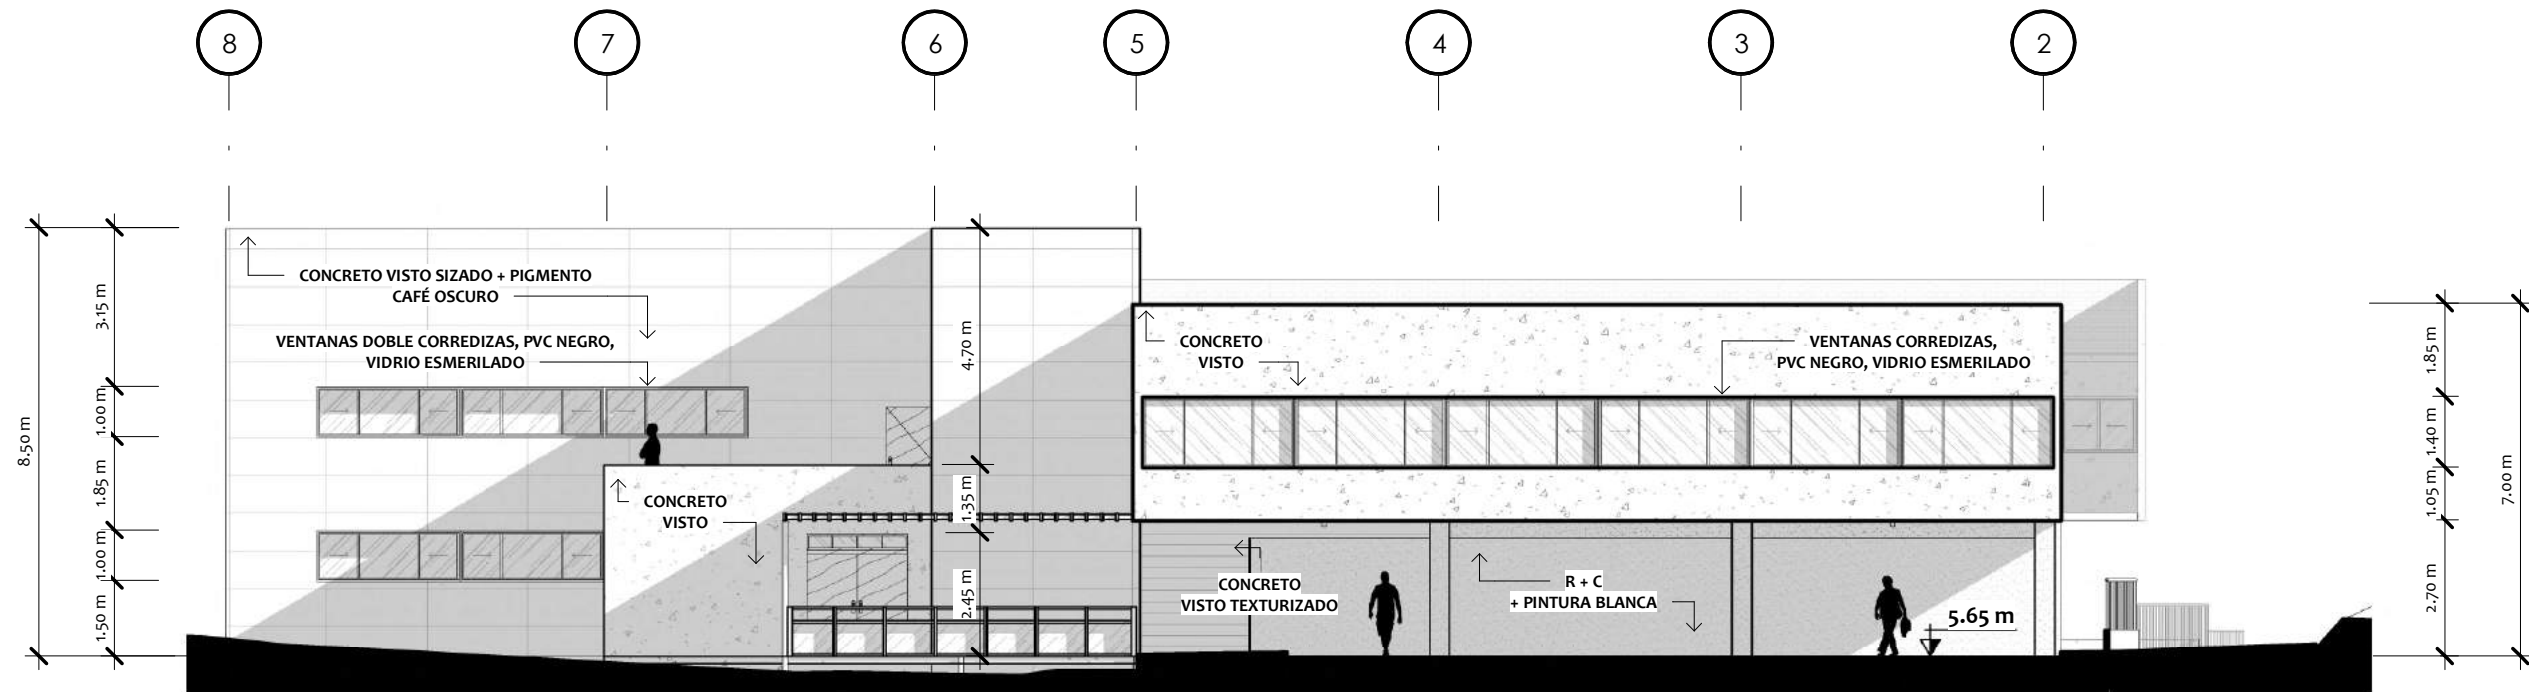 8
7
6
5
4
3
2
CONCRETO VISTO SIZADO + PIGMENTO
CAFÉ OSCURO
VENTANAS DOBLE CORREDIZAS, PVC NEGRO,
VIDRIO ESMERILADO
CONCRETO
VISTO
VENTANAS CORREDIZAS,
PVC NEGRO, VIDRIO ESMERILADO
CONCRETO
VISTO
CONCRETO
VISTO TEXTURIZADO
R + C
+ PINTURA BLANCA
5.65 m
8.50 m
3.15 m
1.00 m
1.85 m
1.00 m
1.50 m
4.70 m
1.35 m
2.45 m
1.85 m
1.40 m
1.05 m
2.70 m
7.00 m